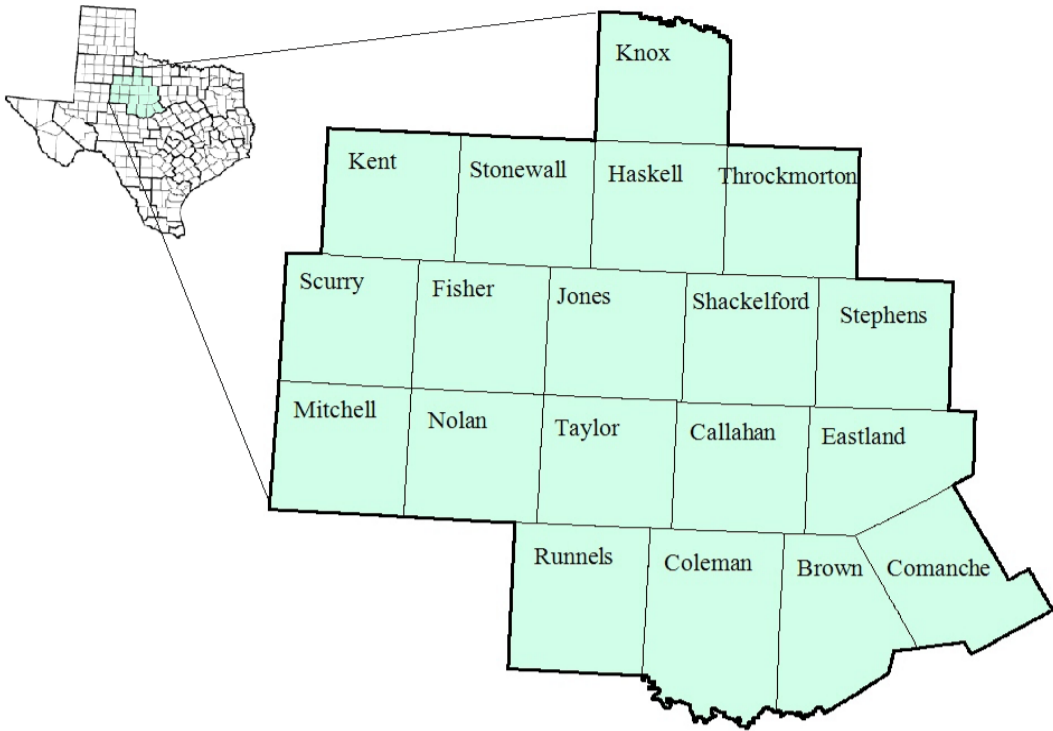 Knox
Kent
Stonewall
Haskell
Throckmorton
Scurry
Fisher
Jones
Shackelford
Stephens
Mitchell
Nolan
Taylor
Callahan
Eastland
Runnels
Coleman
Brown
Comanche